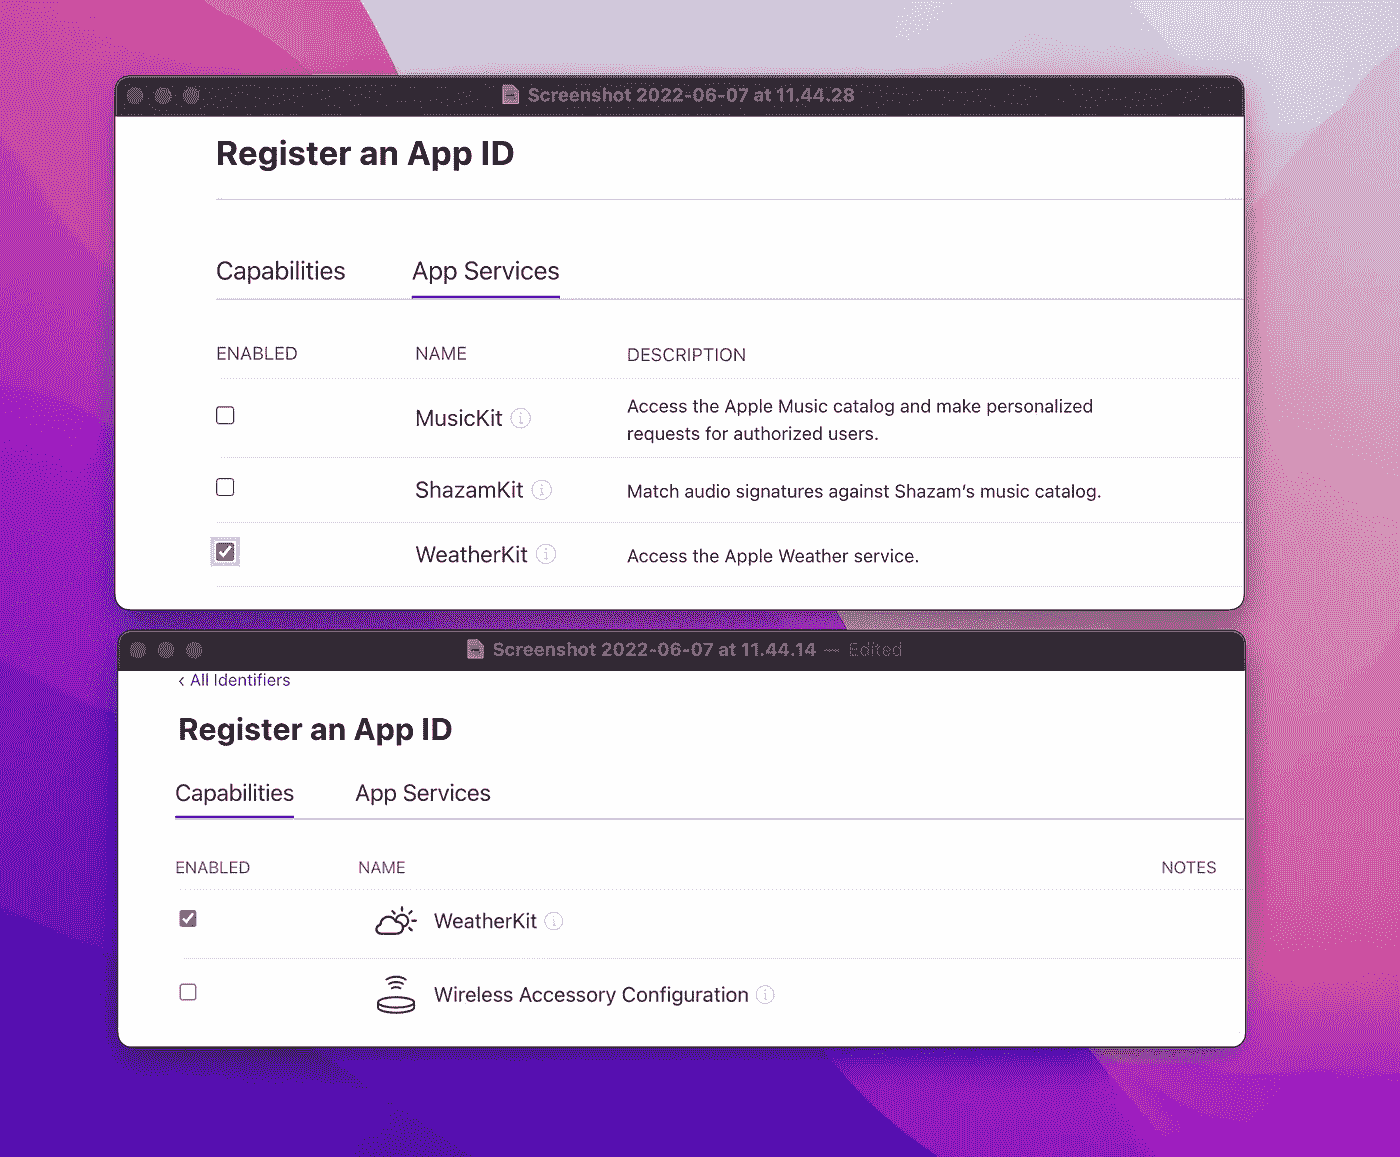 Screenshot 2022-06-07 at 11.44.28
Register an App ID
Capabilities App Services
ENABLED NAME DESCRIPTION
MusicKit Access the Apple Music catalog and make personalized
requests for authorized users.
ShazamKit Match audio signatures against Shazam's music catalog.
WeatherKit Access the Apple Weather service.
Screenshot 2022-06-07 at 11.44.14 — Edited
‹ All Identifiers
Register an App ID
Capabilities App Services
ENABLED NAME NOTES
WeatherKit
Wireless Accessory Configuration